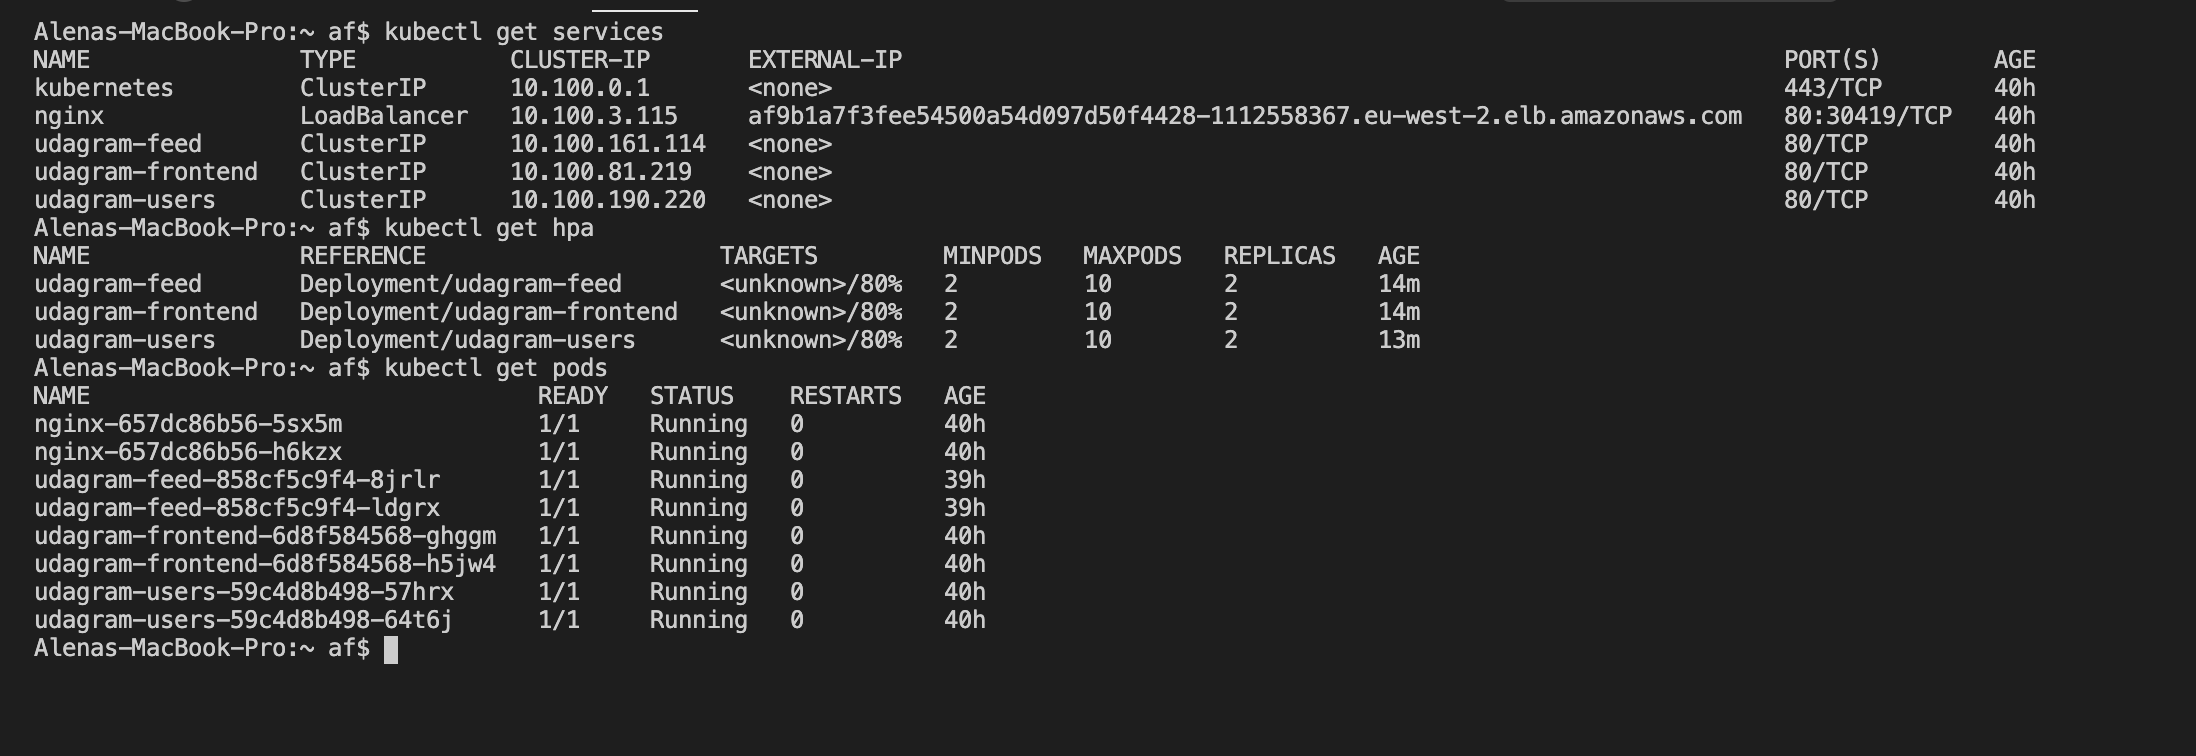 Alenas-MacBook-Pro:~ af$ kubectl get services
NAME TYPE CLUSTER-IP EXTERNAL-IP PORT(S) AGE
kubernetes ClusterIP 10.100.0.1 <none> 443/TCP 40h
nginx LoadBalancer 10.100.3.115 af9b1a7f3fee54500a54d097d50f4428-1112558367.eu-west-2.elb.amazonaws.com 80:30419/TCP 40h
udagram-feed ClusterIP 10.100.161.114 <none> 80/TCP 40h
udagram-frontend ClusterIP 10.100.81.219 <none> 80/TCP 40h
udagram-users ClusterIP 10.100.190.220 <none> 80/TCP 40h
Alenas-MacBook-Pro:~ af$ kubectl get hpa
NAME REFERENCE TARGETS MINPODS MAXPODS REPLICAS AGE
udagram-feed Deployment/udagram-feed <unknown>/80% 2 10 2 14m
udagram-frontend Deployment/udagram-frontend <unknown>/80% 2 10 2 14m
udagram-users Deployment/udagram-users <unknown>/80% 2 10 2 13m
Alenas-MacBook-Pro:~ af$ kubectl get pods
NAME READY STATUS RESTARTS AGE
nginx-657dc86b56-5sx5m 1/1 Running 0 40h
nginx-657dc86b56-h6kzx 1/1 Running 0 40h
udagram-feed-858cf5c9f4-8jrlr 1/1 Running 0 39h
udagram-feed-858cf5c9f4-ldgrx 1/1 Running 0 39h
udagram-frontend-6d8f584568-ghggm 1/1 Running 0 40h
udagram-frontend-6d8f584568-h5jw4 1/1 Running 0 40h
udagram-users-59c4d8b498-57hrx 1/1 Running 0 40h
udagram-users-59c4d8b498-64t6j 1/1 Running 0 40h
Alenas-MacBook-Pro:~ af$